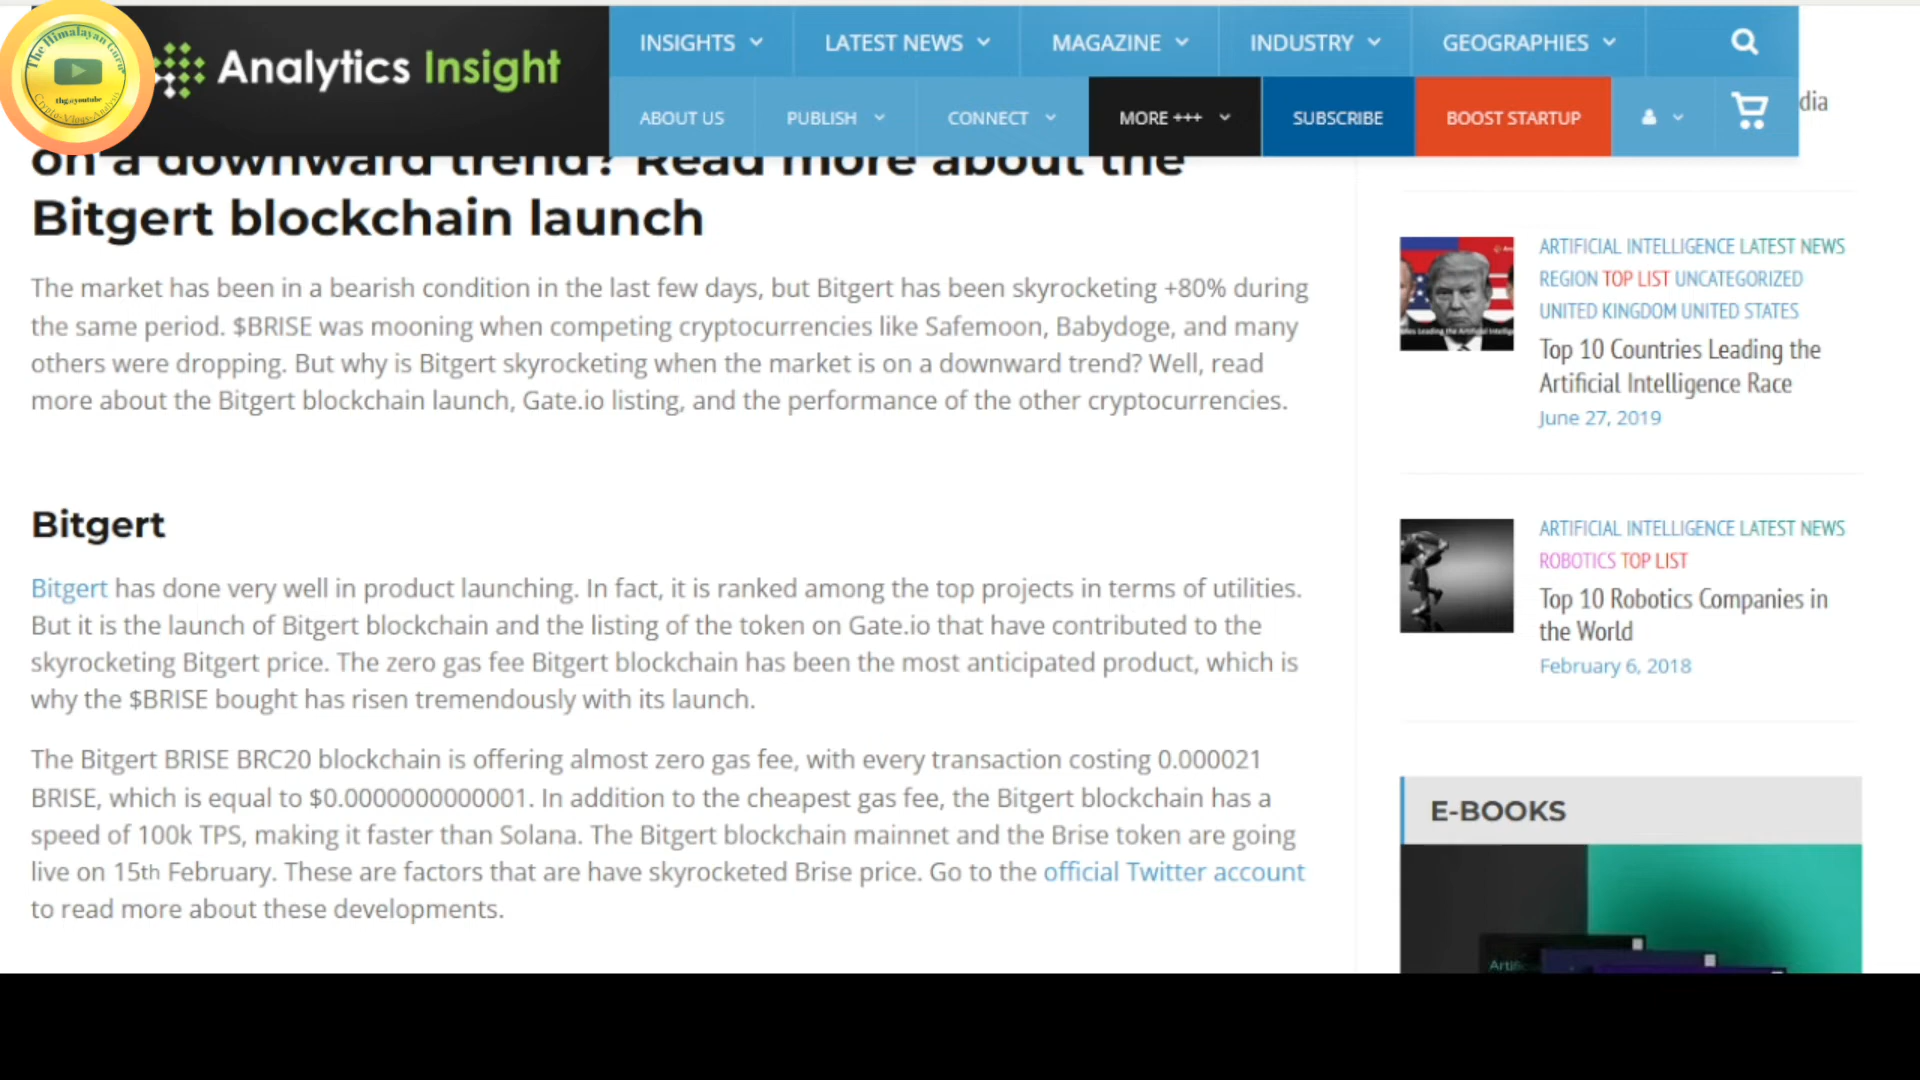 The Himalayan Guru
thg@youtube
Crypto-Vlogs-Analysis
Analytics Insight
INSIGHTS
LATEST NEWS
MAGAZINE
INDUSTRY
GEOGRAPHIES
ABOUT US
PUBLISH
CONNECT
MORE +++
SUBSCRIBE
BOOST STARTUP
dia
on a downward trend? Read more about the
Bitgert blockchain launch
The market has been in a bearish condition in the last few days, but Bitgert has been skyrocketing +80% during
the same period. $BRISE was mooning when competing cryptocurrencies like Safemoon, Babydoge, and many
others were dropping. But why is Bitgert skyrocketing when the market is on a downward trend? Well, read
more about the Bitgert blockchain launch, Gate.io listing, and the performance of the other cryptocurrencies.
Bitgert
Bitgert has done very well in product launching. In fact, it is ranked among the top projects in terms of utilities.
But it is the launch of Bitgert blockchain and the listing of the token on Gate.io that have contributed to the
skyrocketing Bitgert price. The zero gas fee Bitgert blockchain has been the most anticipated product, which is
why the $BRISE bought has risen tremendously with its launch.
The Bitgert BRISE BRC20 blockchain is offering almost zero gas fee, with every transaction costing 0.000021
BRISE, which is equal to $0.0000000000001. In addition to the cheapest gas fee, the Bitgert blockchain has a
speed of 100k TPS, making it faster than Solana. The Bitgert blockchain mainnet and the Brise token are going
live on 15th February. These are factors that are have skyrocketed Brise price. Go to the official Twitter account
to read more about these developments.
ARTIFICIAL INTELLIGENCE LATEST NEWS
REGION TOP LIST UNCATEGORIZED
UNITED KINGDOM UNITED STATES
Top 10 Countries Leading the
Artificial Intelligence Race
June 27, 2019
ARTIFICIAL INTELLIGENCE LATEST NEWS
ROBOTICS TOP LIST
Top 10 Robotics Companies in
the World
February 6, 2018
E-BOOKS